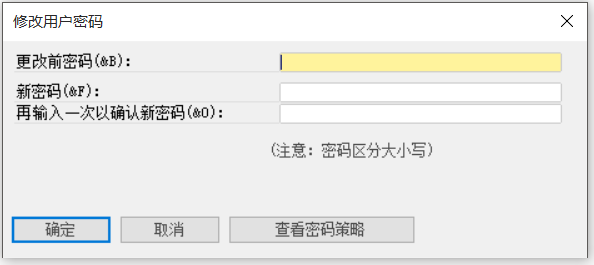 修改用户密码
更改前密码(&B):
新密码(&F):
再输入一次以确认新密码(&O):
(注意: 密码区分大小写)
确定 取消 查看密码策略